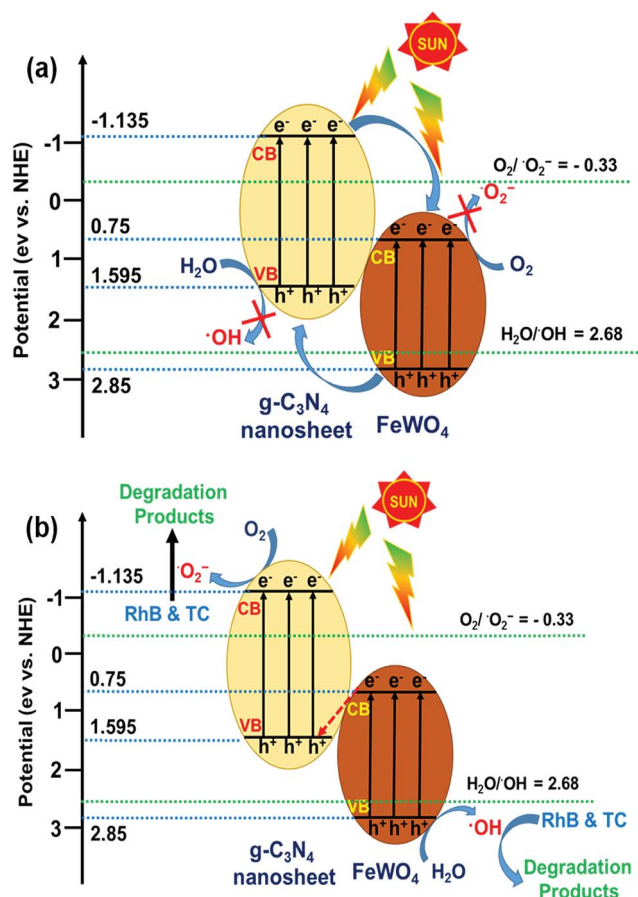 (a)
SUN
Potential (ev vs. NHE)
-1.135
-1
0
0.75
1
1.595
2
2.85
3
e⁻ e⁻ e⁻
CB
VB
h⁺ h⁺ h⁺
O₂/ ·O₂⁻ = - 0.33
·O₂⁻
O₂
e⁻ e⁻ e⁻
CB
VB
h⁺ h⁺ h⁺
H₂O
·OH
H₂O/·OH = 2.68
g-C₃N₄
nanosheet
FeWO₄
(b)
SUN
Degradation
Products
O₂
·O₂⁻
RhB & TC
Potential (ev vs. NHE)
-1.135
-1
0
0.75
1
1.595
2
2.85
3
e⁻ e⁻ e⁻
CB
VB
h⁺ h⁺ h⁺
O₂/ ·O₂⁻ = - 0.33
e⁻ e⁻ e⁻
CB
VB
h⁺ h⁺ h⁺
H₂O/·OH = 2.68
·OH
RhB & TC
H₂O
Degradation
Products
g-C₃N₄
nanosheet
FeWO₄